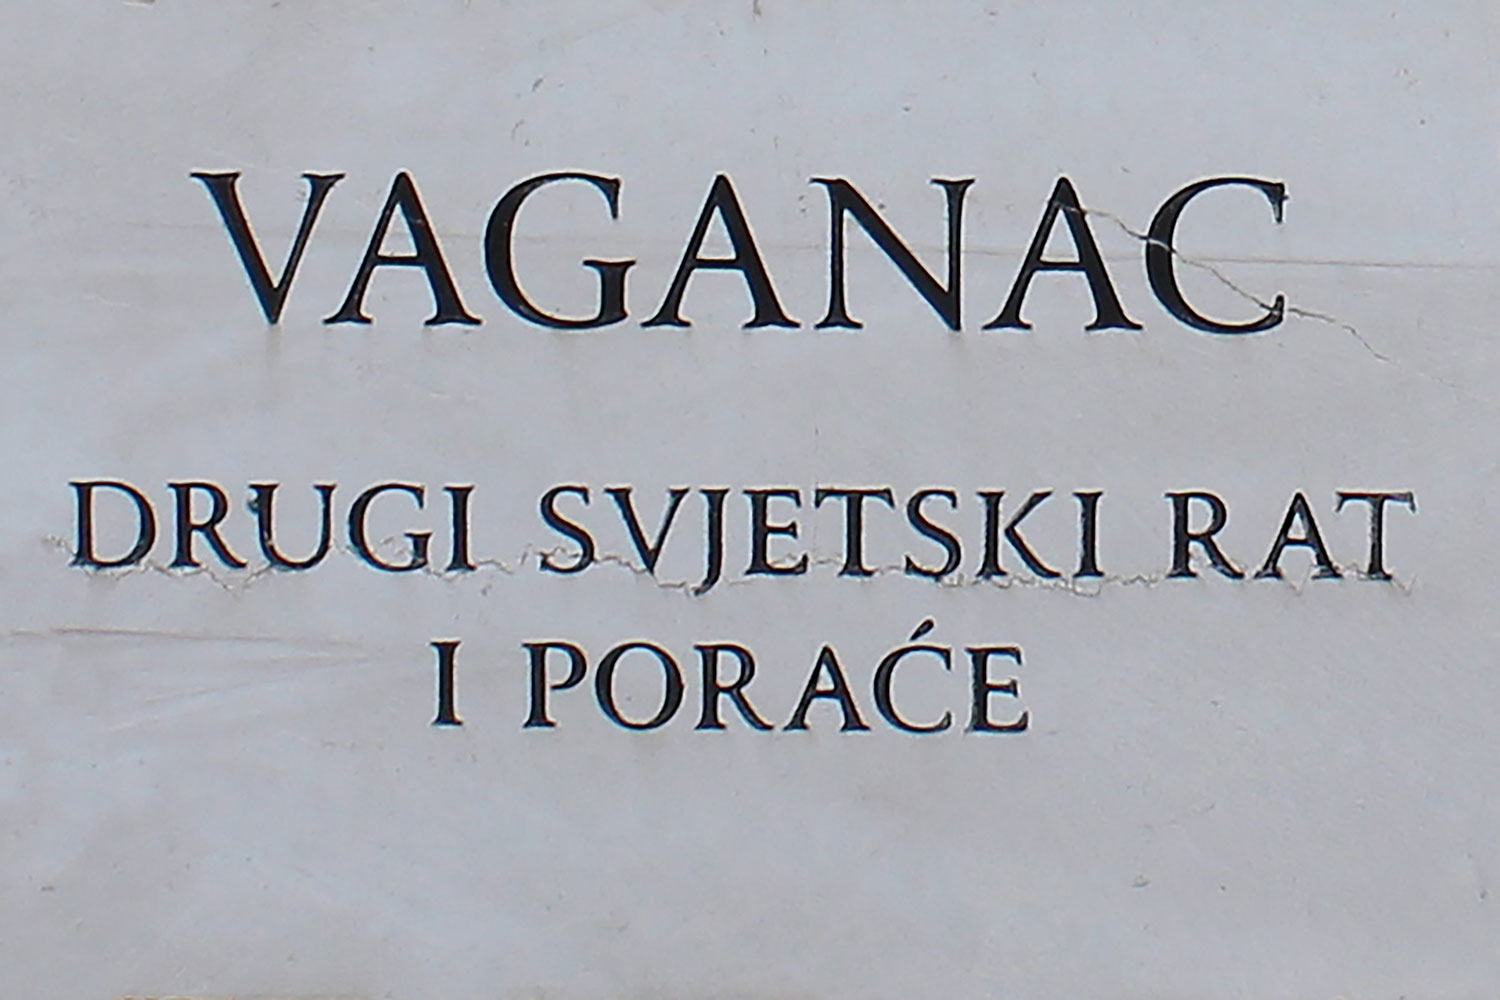 VAGANAC
DRUGI SVJETSKI RAT
I PORAĆE